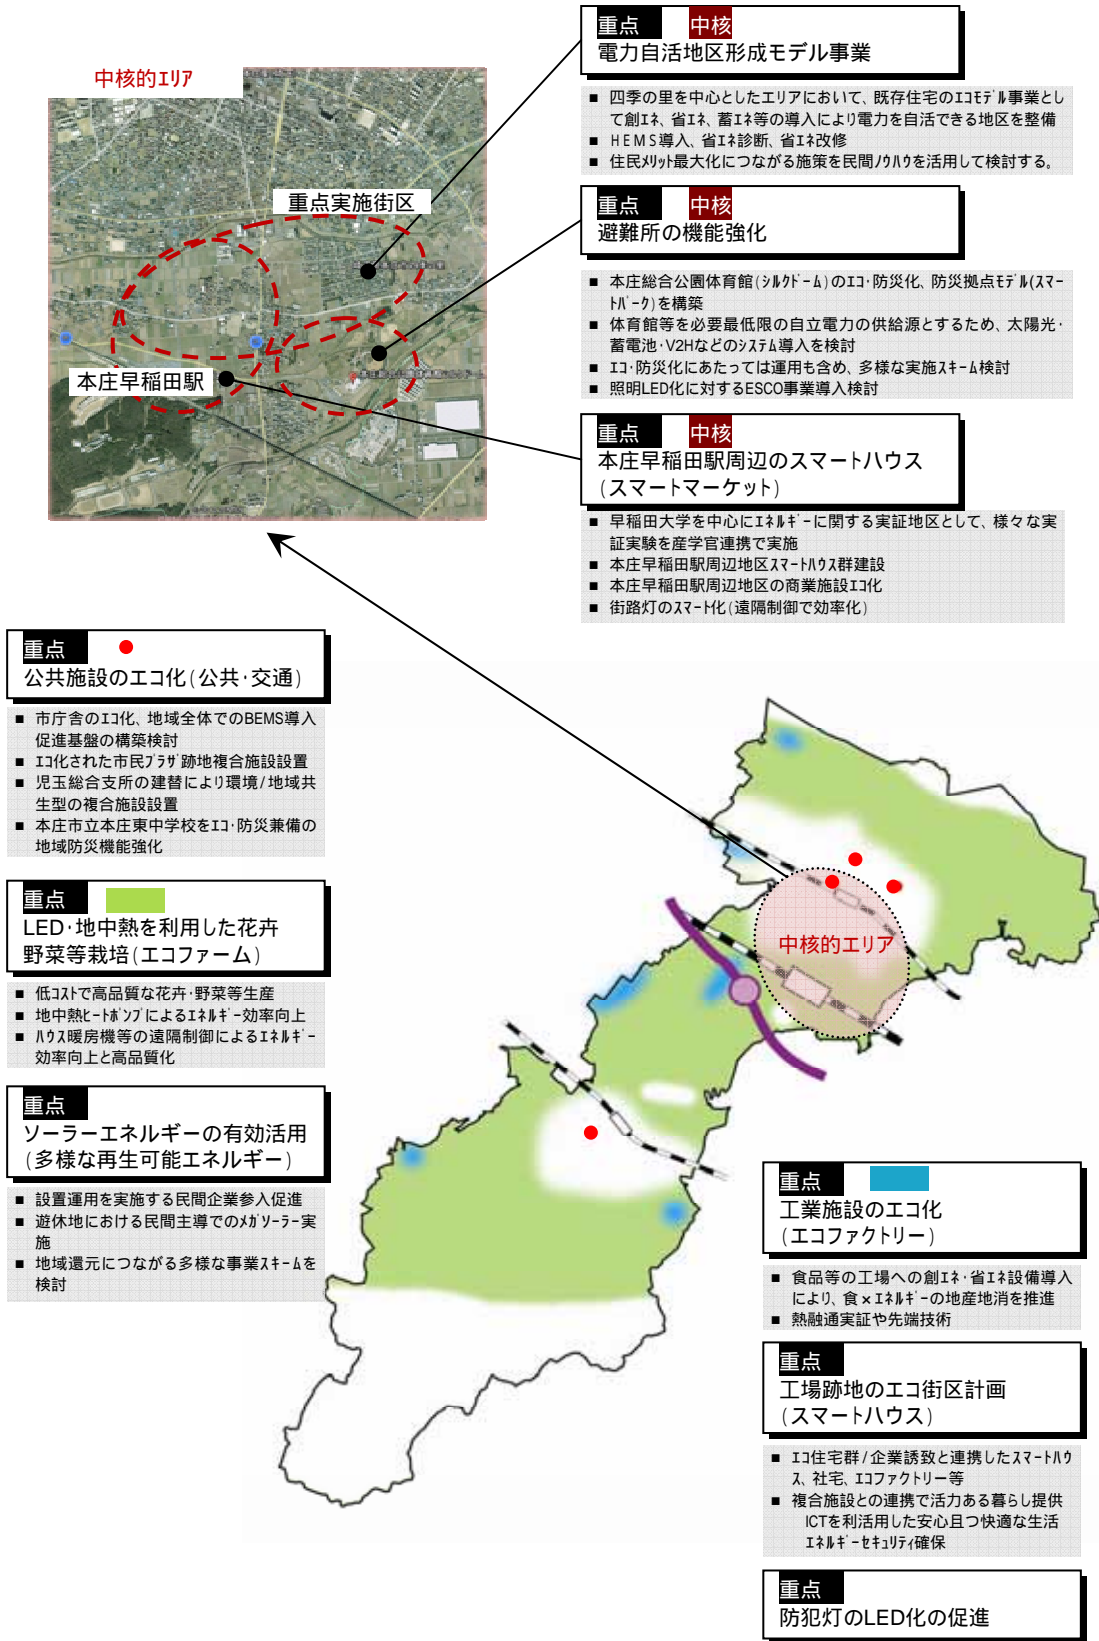 中核的エリア
重点実施街区
本庄早稲田駅
重点 中核
電力自活地区形成モデル事業
■ 四季の里を中心としたエリアにおいて、既存住宅のエコモデル事業とし
て創エネ、省エネ、蓄エネ等の導入により電力を自活できる地区を整備
■ HEMS導入、省エネ診断、省エネ改修
■ 住民メリット最大化につながる施策を民間ノウハウを活用して検討する。
重点 中核
避難所の機能強化
■ 本庄総合公園体育館(シルクドーム)のエコ・防災化、防災拠点モデル(スマー
トパーク)を構築
■ 体育館等を必要最低限の自立電力の供給源とするため、太陽光・
蓄電池・V2Hなどのシステム導入を検討
■ エコ・防災化にあたっては運用も含め、多様な実施スキーム検討
■ 照明LED化に対するESCO事業導入検討
重点 中核
本庄早稲田駅周辺のスマートハウス
(スマートマーケット)
■ 早稲田大学を中心にエネルギーに関する実証地区として、様々な実
証実験を産学官連携で実施
■ 本庄早稲田駅周辺地区スマートハウス群建設
■ 本庄早稲田駅周辺地区の商業施設エコ化
■ 街路灯のスマート化(遠隔制御で効率化)
重点
公共施設のエコ化(公共・交通)
■ 市庁舎のエコ化、地域全体でのBEMS導入
促進基盤の構築検討
■ エコ化された市民プラザ跡地複合施設設置
■ 児玉総合支所の建替により環境/地域共
生型の複合施設設置
■ 本庄市立本庄東中学校をエコ・防災兼備の
地域防災機能強化
重点
LED・地中熱を利用した花卉
野菜等栽培(エコファーム)
■ 低コストで高品質な花卉・野菜等生産
■ 地中熱ヒートポンプによるエネルギー効率向上
■ ハウス暖房機等の遠隔制御によるエネルギー
効率向上と高品質化
重点
ソーラーエネルギーの有効活用
(多様な再生可能エネルギー)
■ 設置運用を実施する民間企業参入促進
■ 遊休地における民間主導でのメガソーラー実
施
■ 地域還元につながる多様な事業スキームを
検討
中核的エリア
重点
工業施設のエコ化
(エコファクトリー)
■ 食品等の工場への創エネ・省エネ設備導入
により、食×エネルギーの地産地消を推進
■ 熱融通実証や先端技術
重点
工場跡地のエコ街区計画
(スマートハウス)
■ エコ住宅群/企業誘致と連携したスマートハウ
ス、社宅、エコファクトリー等
■ 複合施設との連携で活力ある暮らし提供
ICTを利活用した安心且つ快適な生活
エネルギーセキュリティ確保
重点
防犯灯のLED化の促進